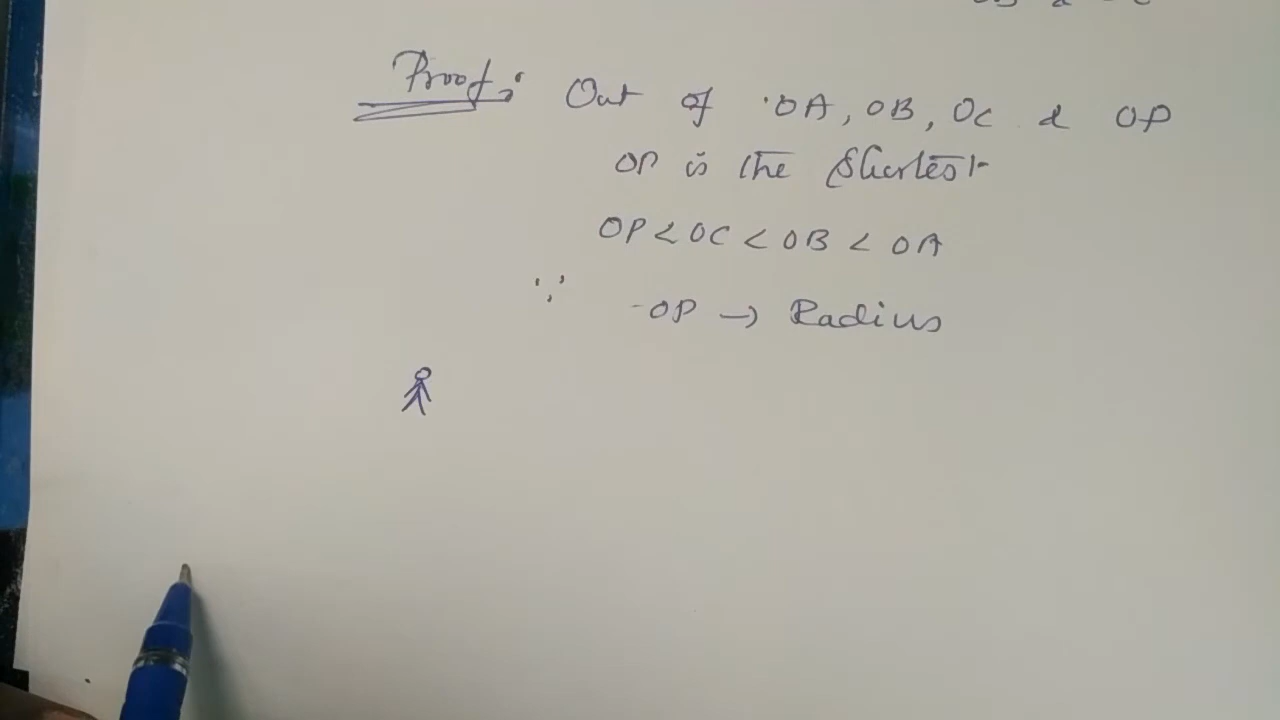 Proof: Out of OA, OB, OC & OP
OP is the Shortest
OP < OC < OB < OA
∵ OP → Radius